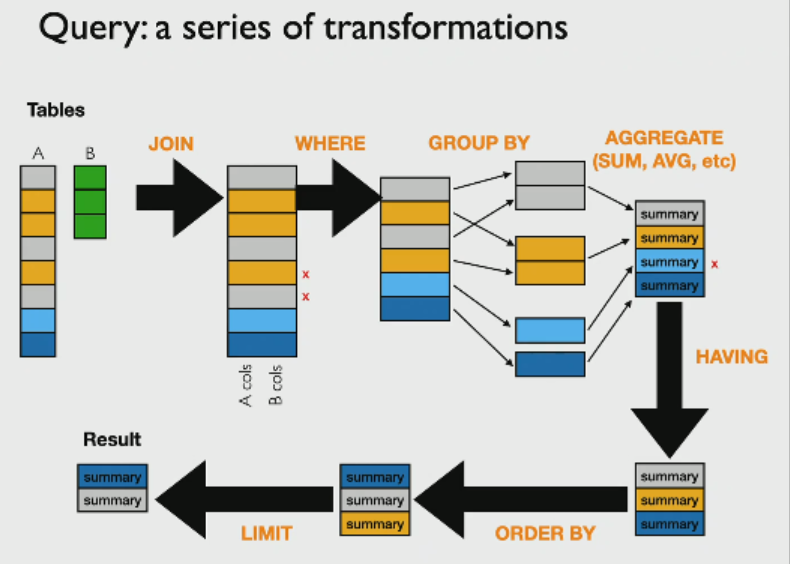 Query: a series of transformations
Tables
A
B
JOIN
WHERE
GROUP BY
AGGREGATE
(SUM, AVG, etc)
x
x
A cols
B cols
summary
summary
summary
x
summary
HAVING
Result
summary
summary
LIMIT
summary
summary
summary
ORDER BY
summary
summary
summary